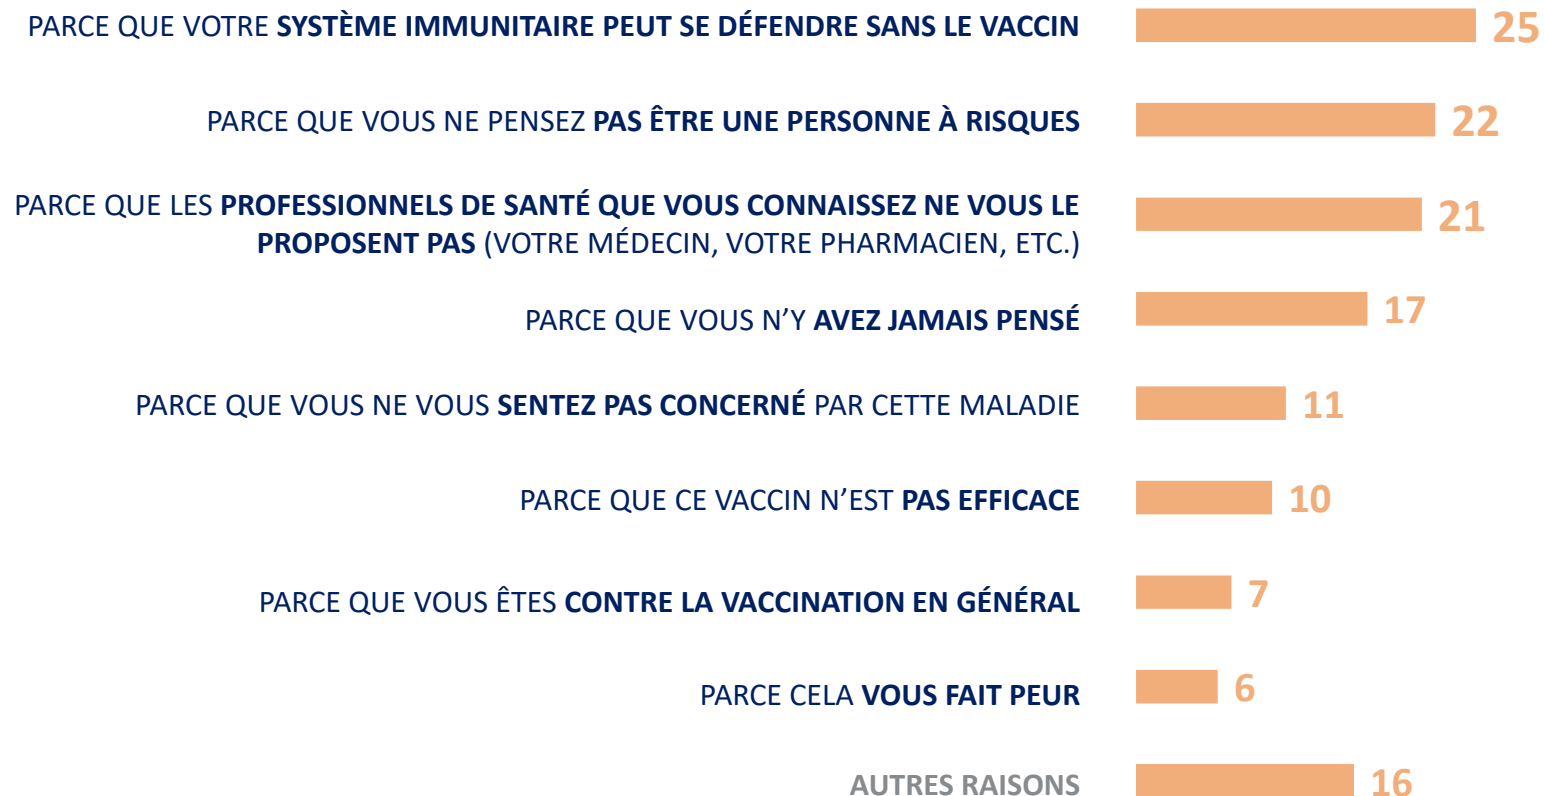 PARCE QUE VOTRE SYSTÈME IMMUNITAIRE PEUT SE DÉFENDRE SANS LE VACCIN 25
PARCE QUE VOUS NE PENSEZ PAS ÊTRE UNE PERSONNE À RISQUES 22
PARCE QUE LES PROFESSIONNELS DE SANTÉ QUE VOUS CONNAISSEZ NE VOUS LE
PROPOSENT PAS (VOTRE MÉDECIN, VOTRE PHARMACIEN, ETC.) 21
PARCE QUE VOUS N’Y AVEZ JAMAIS PENSÉ 17
PARCE QUE VOUS NE VOUS SENTEZ PAS CONCERNÉ PAR CETTE MALADIE 11
PARCE QUE CE VACCIN N’EST PAS EFFICACE 10
PARCE QUE VOUS ÊTES CONTRE LA VACCINATION EN GÉNÉRAL 7
PARCE CELA VOUS FAIT PEUR 6
AUTRES RAISONS 16